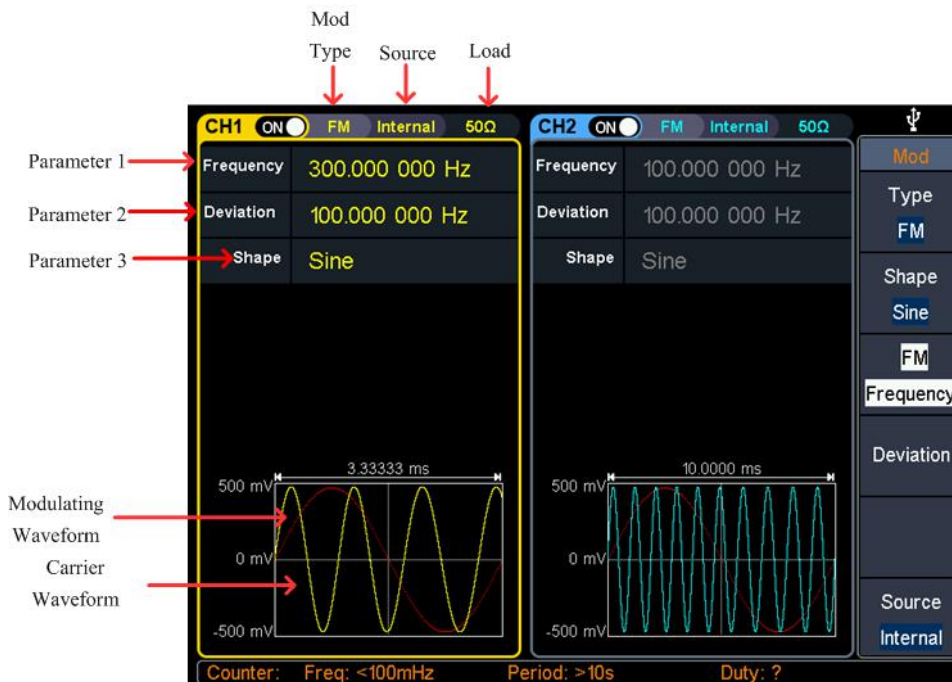 Mod
Type
Source
Load
CH1 ON FM Internal 50Ω
CH2 ON FM Internal 50Ω
Parameter 1
Frequency 300.000 000 Hz
Parameter 2
Deviation 100.000 000 Hz
Parameter 3
Shape Sine
Frequency 100.000 000 Hz
Deviation 100.000 000 Hz
Shape Sine
Mod
Type
FM
Shape
Sine
FM
Frequency
Deviation
Source
Internal
3.33333 ms
500 mV
0 mV
-500 mV
10.0000 ms
500 mV
0 mV
-500 mV
Modulating
Waveform
Carrier
Waveform
Counter: Freq: <100mHz Period: >10s Duty: ?